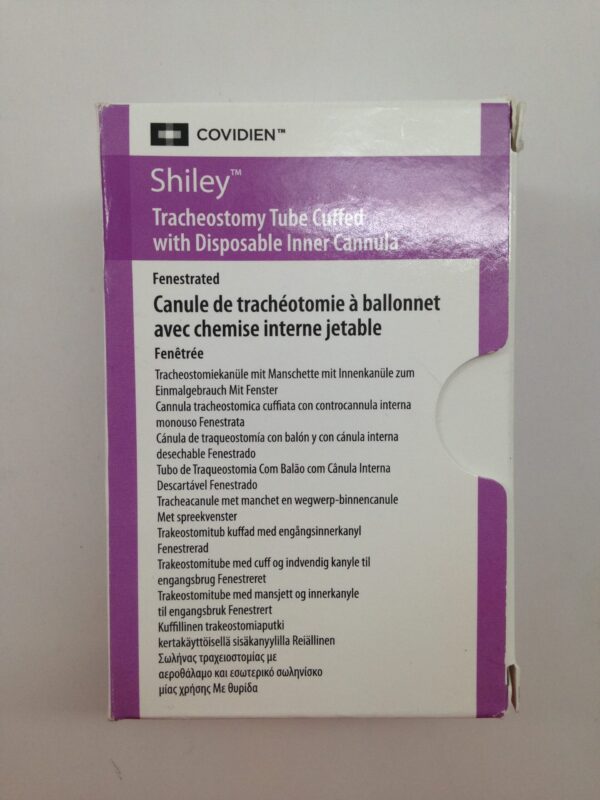 COVIDIEN™
Shiley™
Tracheostomy Tube Cuffed
with Disposable Inner Cannula
Fenestrated
Canule de trachéotomie à ballonnet
avec chemise interne jetable
Fenêtrée
Tracheostomiekanüle mit Manschette mit Innenkanüle zum
Einmalgebrauch Mit Fenster
Cannula tracheostomica cuffiata con controcannula interna
monouso Fenestrata
Cánula de traqueostomía con balón y con cánula interna
desechable Fenestrado
Tubo de Traqueostomia Com Balão com Cânula Interna
Descartável Fenestrado
Tracheacanule met manchet en wegwerp-binnencanule
Met spreekvenster
Trakeostomitub kuffad med engångsinnerkanyl
Fenestrerad
Trakeostomitube med cuff og indvendig kanyle til
engangsbrug Fenestreret
Trakeostomitube med mansjett og innerkanyle
til engangsbruk Fenestrert
Kuffillinen trakeostomiaputki
kertakäyttöisellä sisäkanyylilla Reiällinen
Σωλήνας τραχειοστομίας με
αεροθάλαμο και εσωτερικό σωληνίσκο
μίας χρήσης Με θυρίδα